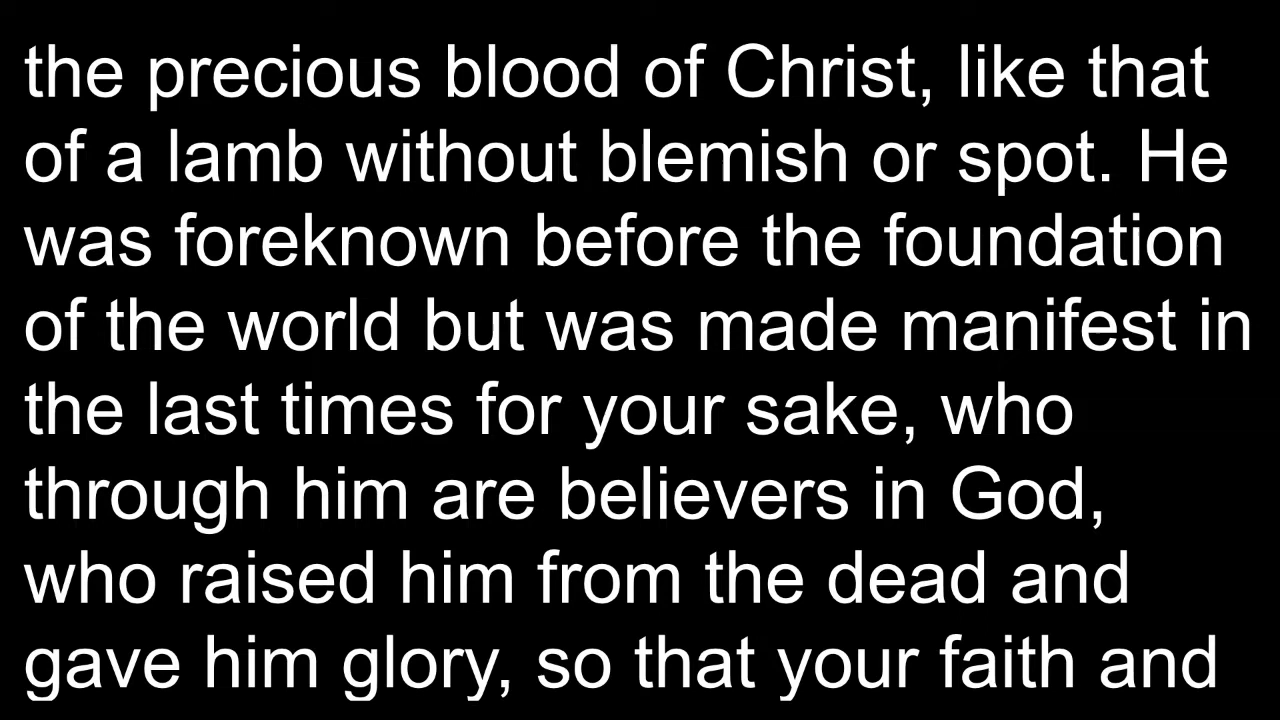 the precious blood of Christ, like that
of a lamb without blemish or spot. He
was foreknown before the foundation
of the world but was made manifest in
the last times for your sake, who
through him are believers in God,
who raised him from the dead and
gave him glory, so that your faith and